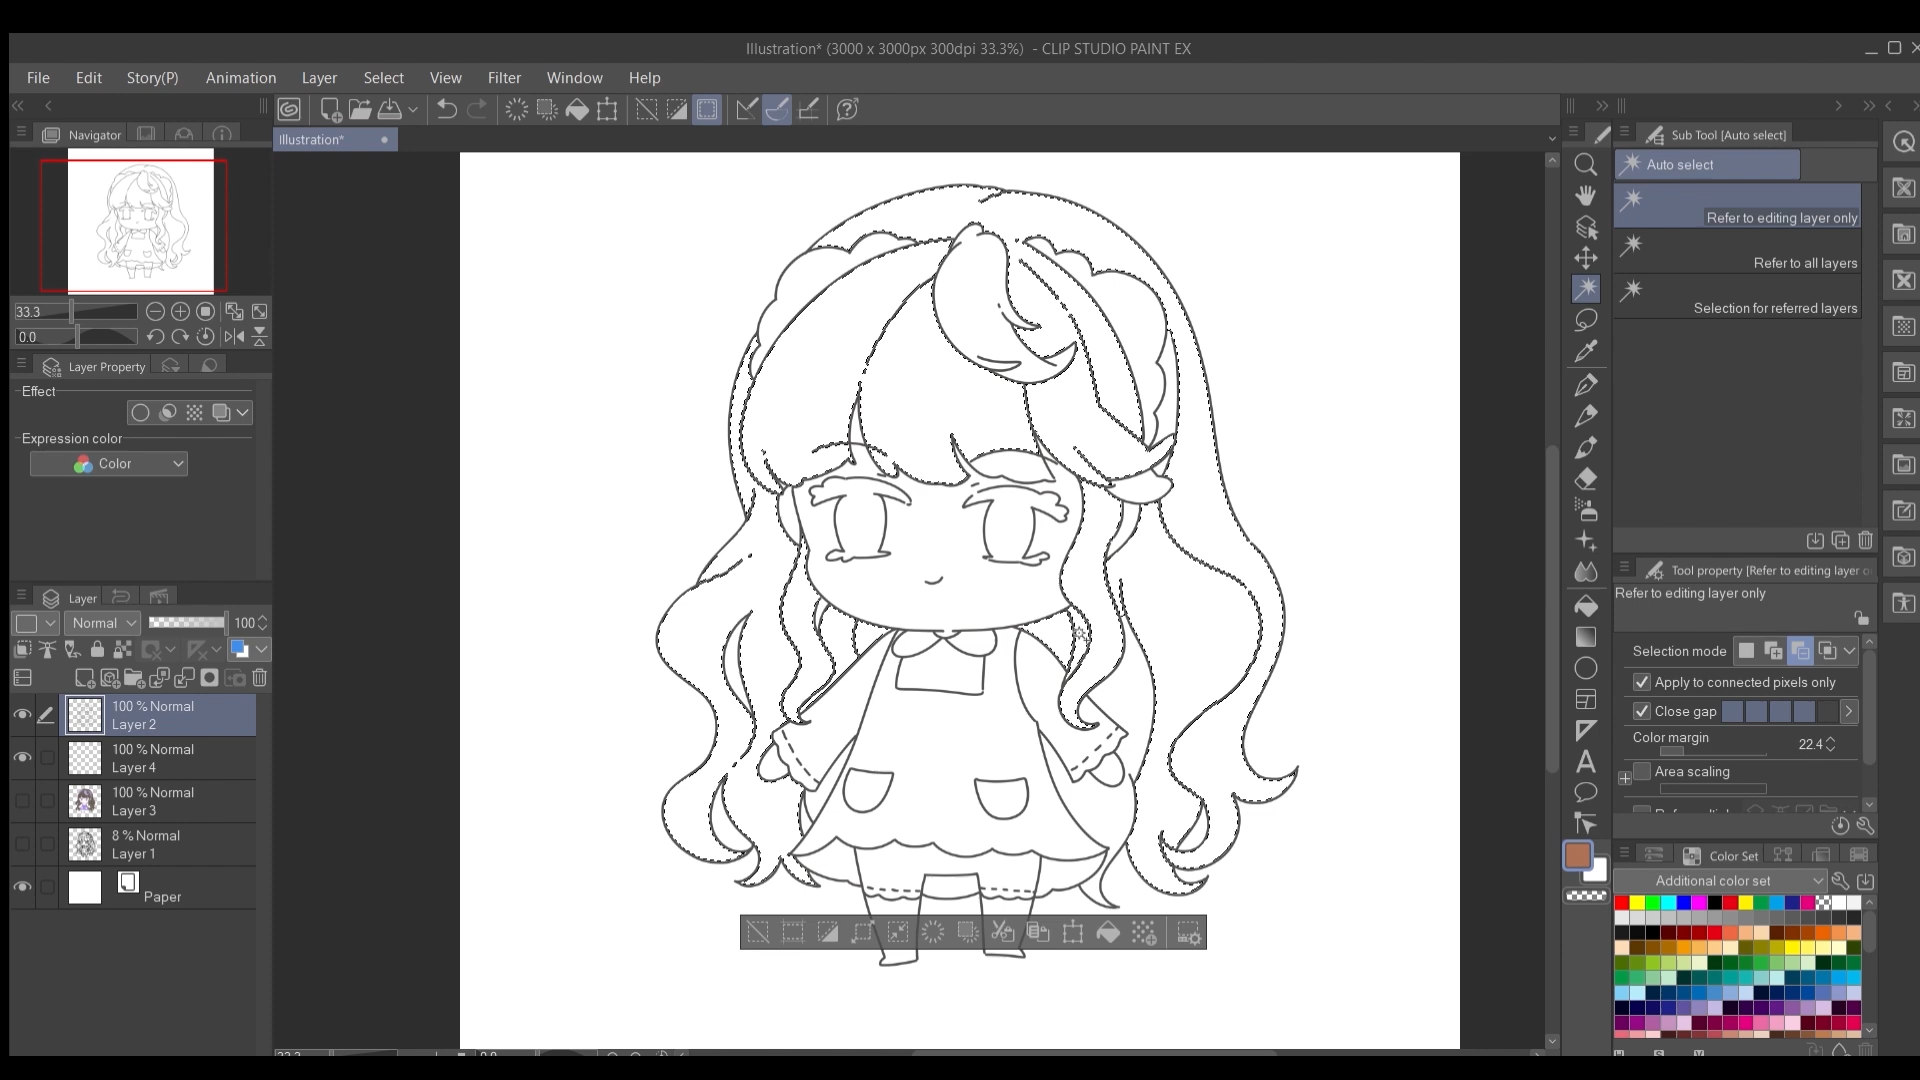 Illustration* (3000 x 3000px 300dpi 33.3%) - CLIP STUDIO PAINT EX
File Edit Story(P) Animation Layer Select View Filter Window Help
Navigator
Illustration*
33.3
0.0
Layer Property
Effect
Expression color
Color
Layer
Normal 100
100 % Normal
Layer 2
100 % Normal
Layer 4
100 % Normal
Layer 3
8 % Normal
Layer 1
Paper
Sub Tool [Auto select]
Auto select
Refer to editing layer only
Refer to all layers
Selection for referred layers
Tool property [Refer to editing layer o
Refer to editing layer only
Selection mode
Apply to connected pixels only
Close gap
Color margin 22.4
Area scaling
Color Set
Additional color set